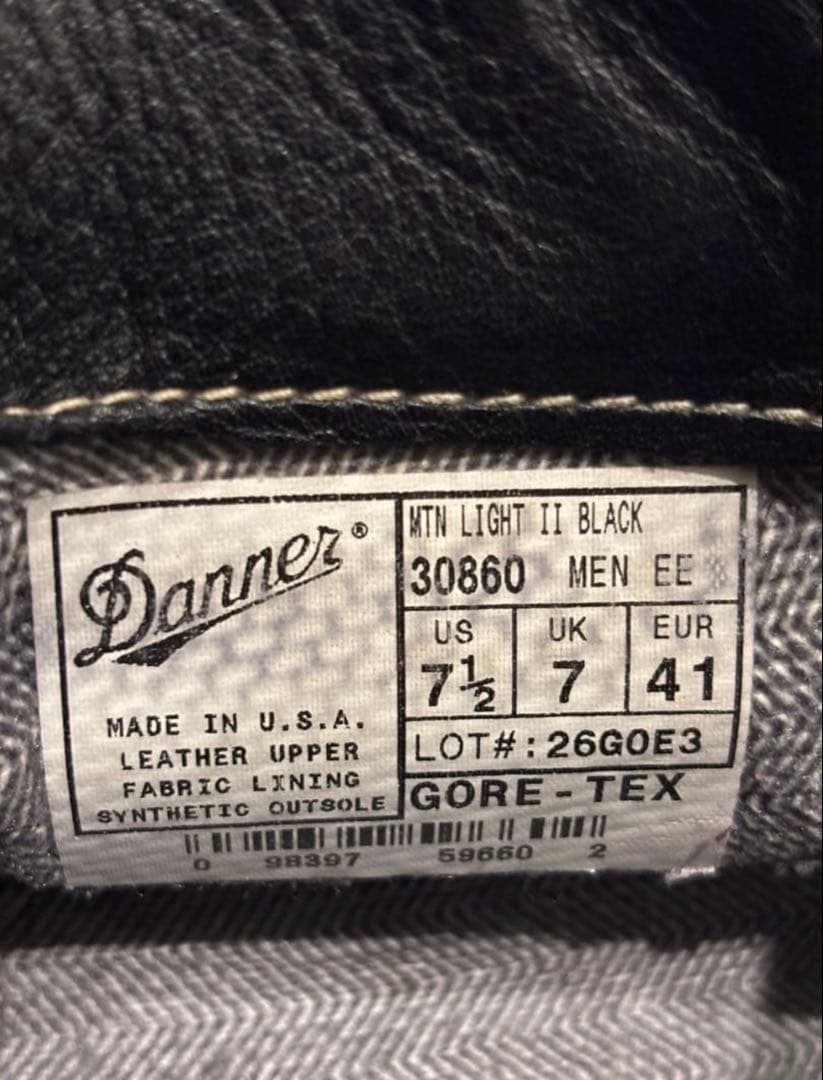 Danner®
MADE IN U.S.A.
LEATHER UPPER
FABRIC LINING
SYNTHETIC OUTSOLE
MTN LIGHT II BLACK
30860 MEN EE
US UK EUR
7½ 7 41
LOT#:26G0E3
GORE-TEX
0 98397 59660 2